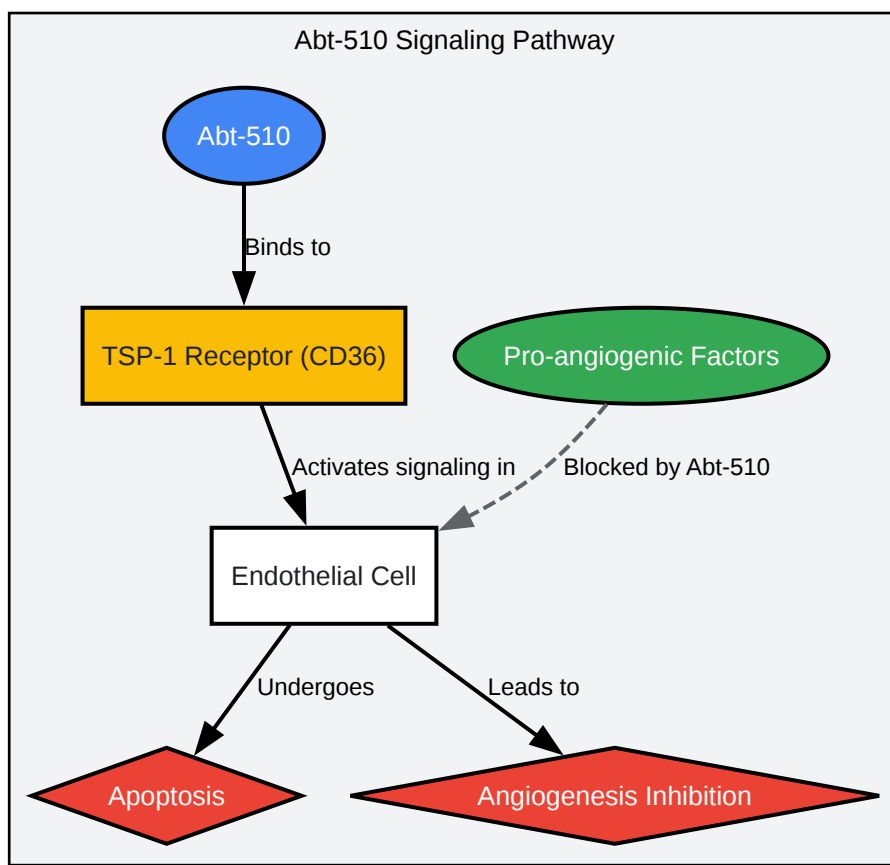 Abt-510 Signaling Pathway
Abt-510
Binds to
TSP-1 Receptor (CD36)
Pro-angiogenic Factors
Activates signaling in
Blocked by Abt-510
Endothelial Cell
Undergoes
Leads to
Apoptosis
Angiogenesis Inhibition